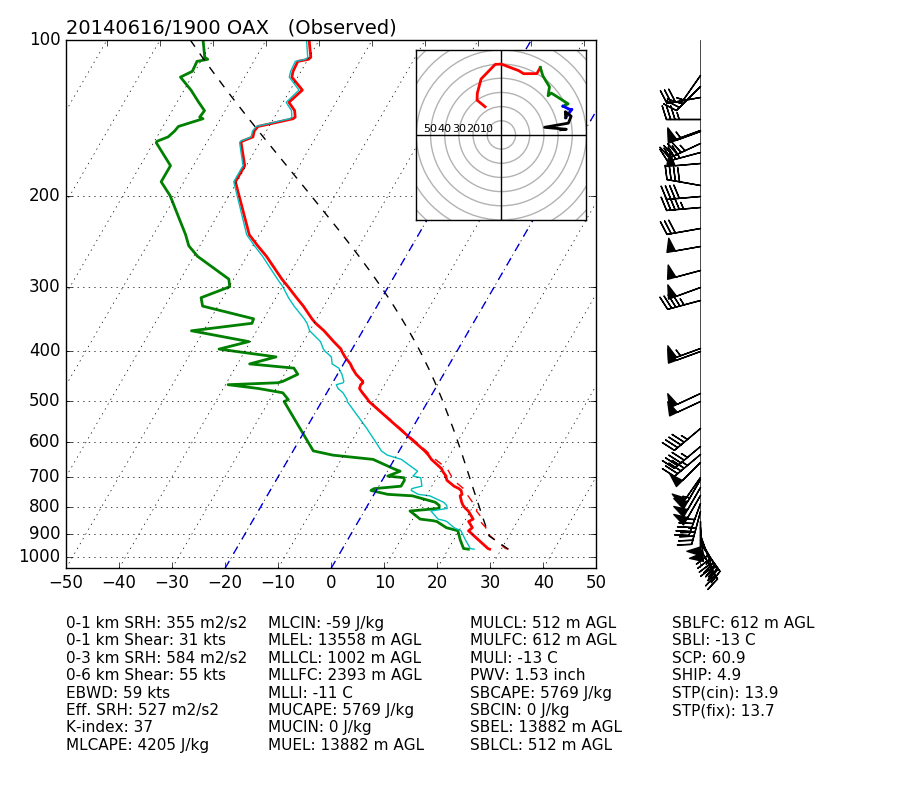 20140616/1900 OAX (Observed)
100
200
300
400
500
600
700
800
900
1000
−50 −40 −30 −20 −10 0 10 20 30 40 50
50 40 30 20 10
0-1 km SRH: 355 m2/s2
0-1 km Shear: 31 kts
0-3 km SRH: 584 m2/s2
0-6 km Shear: 55 kts
EBWD: 59 kts
Eff. SRH: 527 m2/s2
K-index: 37
MLCAPE: 4205 J/kg
MLCIN: -59 J/kg
MLEL: 13558 m AGL
MLLCL: 1002 m AGL
MLLFC: 2393 m AGL
MLLI: -11 C
MUCAPE: 5769 J/kg
MUCIN: 0 J/kg
MUEL: 13882 m AGL
MULCL: 512 m AGL
MULFC: 612 m AGL
MULI: -13 C
PWV: 1.53 inch
SBCAPE: 5769 J/kg
SBCIN: 0 J/kg
SBEL: 13882 m AGL
SBLCL: 512 m AGL
SBLFC: 612 m AGL
SBLI: -13 C
SCP: 60.9
SHIP: 4.9
STP(cin): 13.9
STP(fix): 13.7